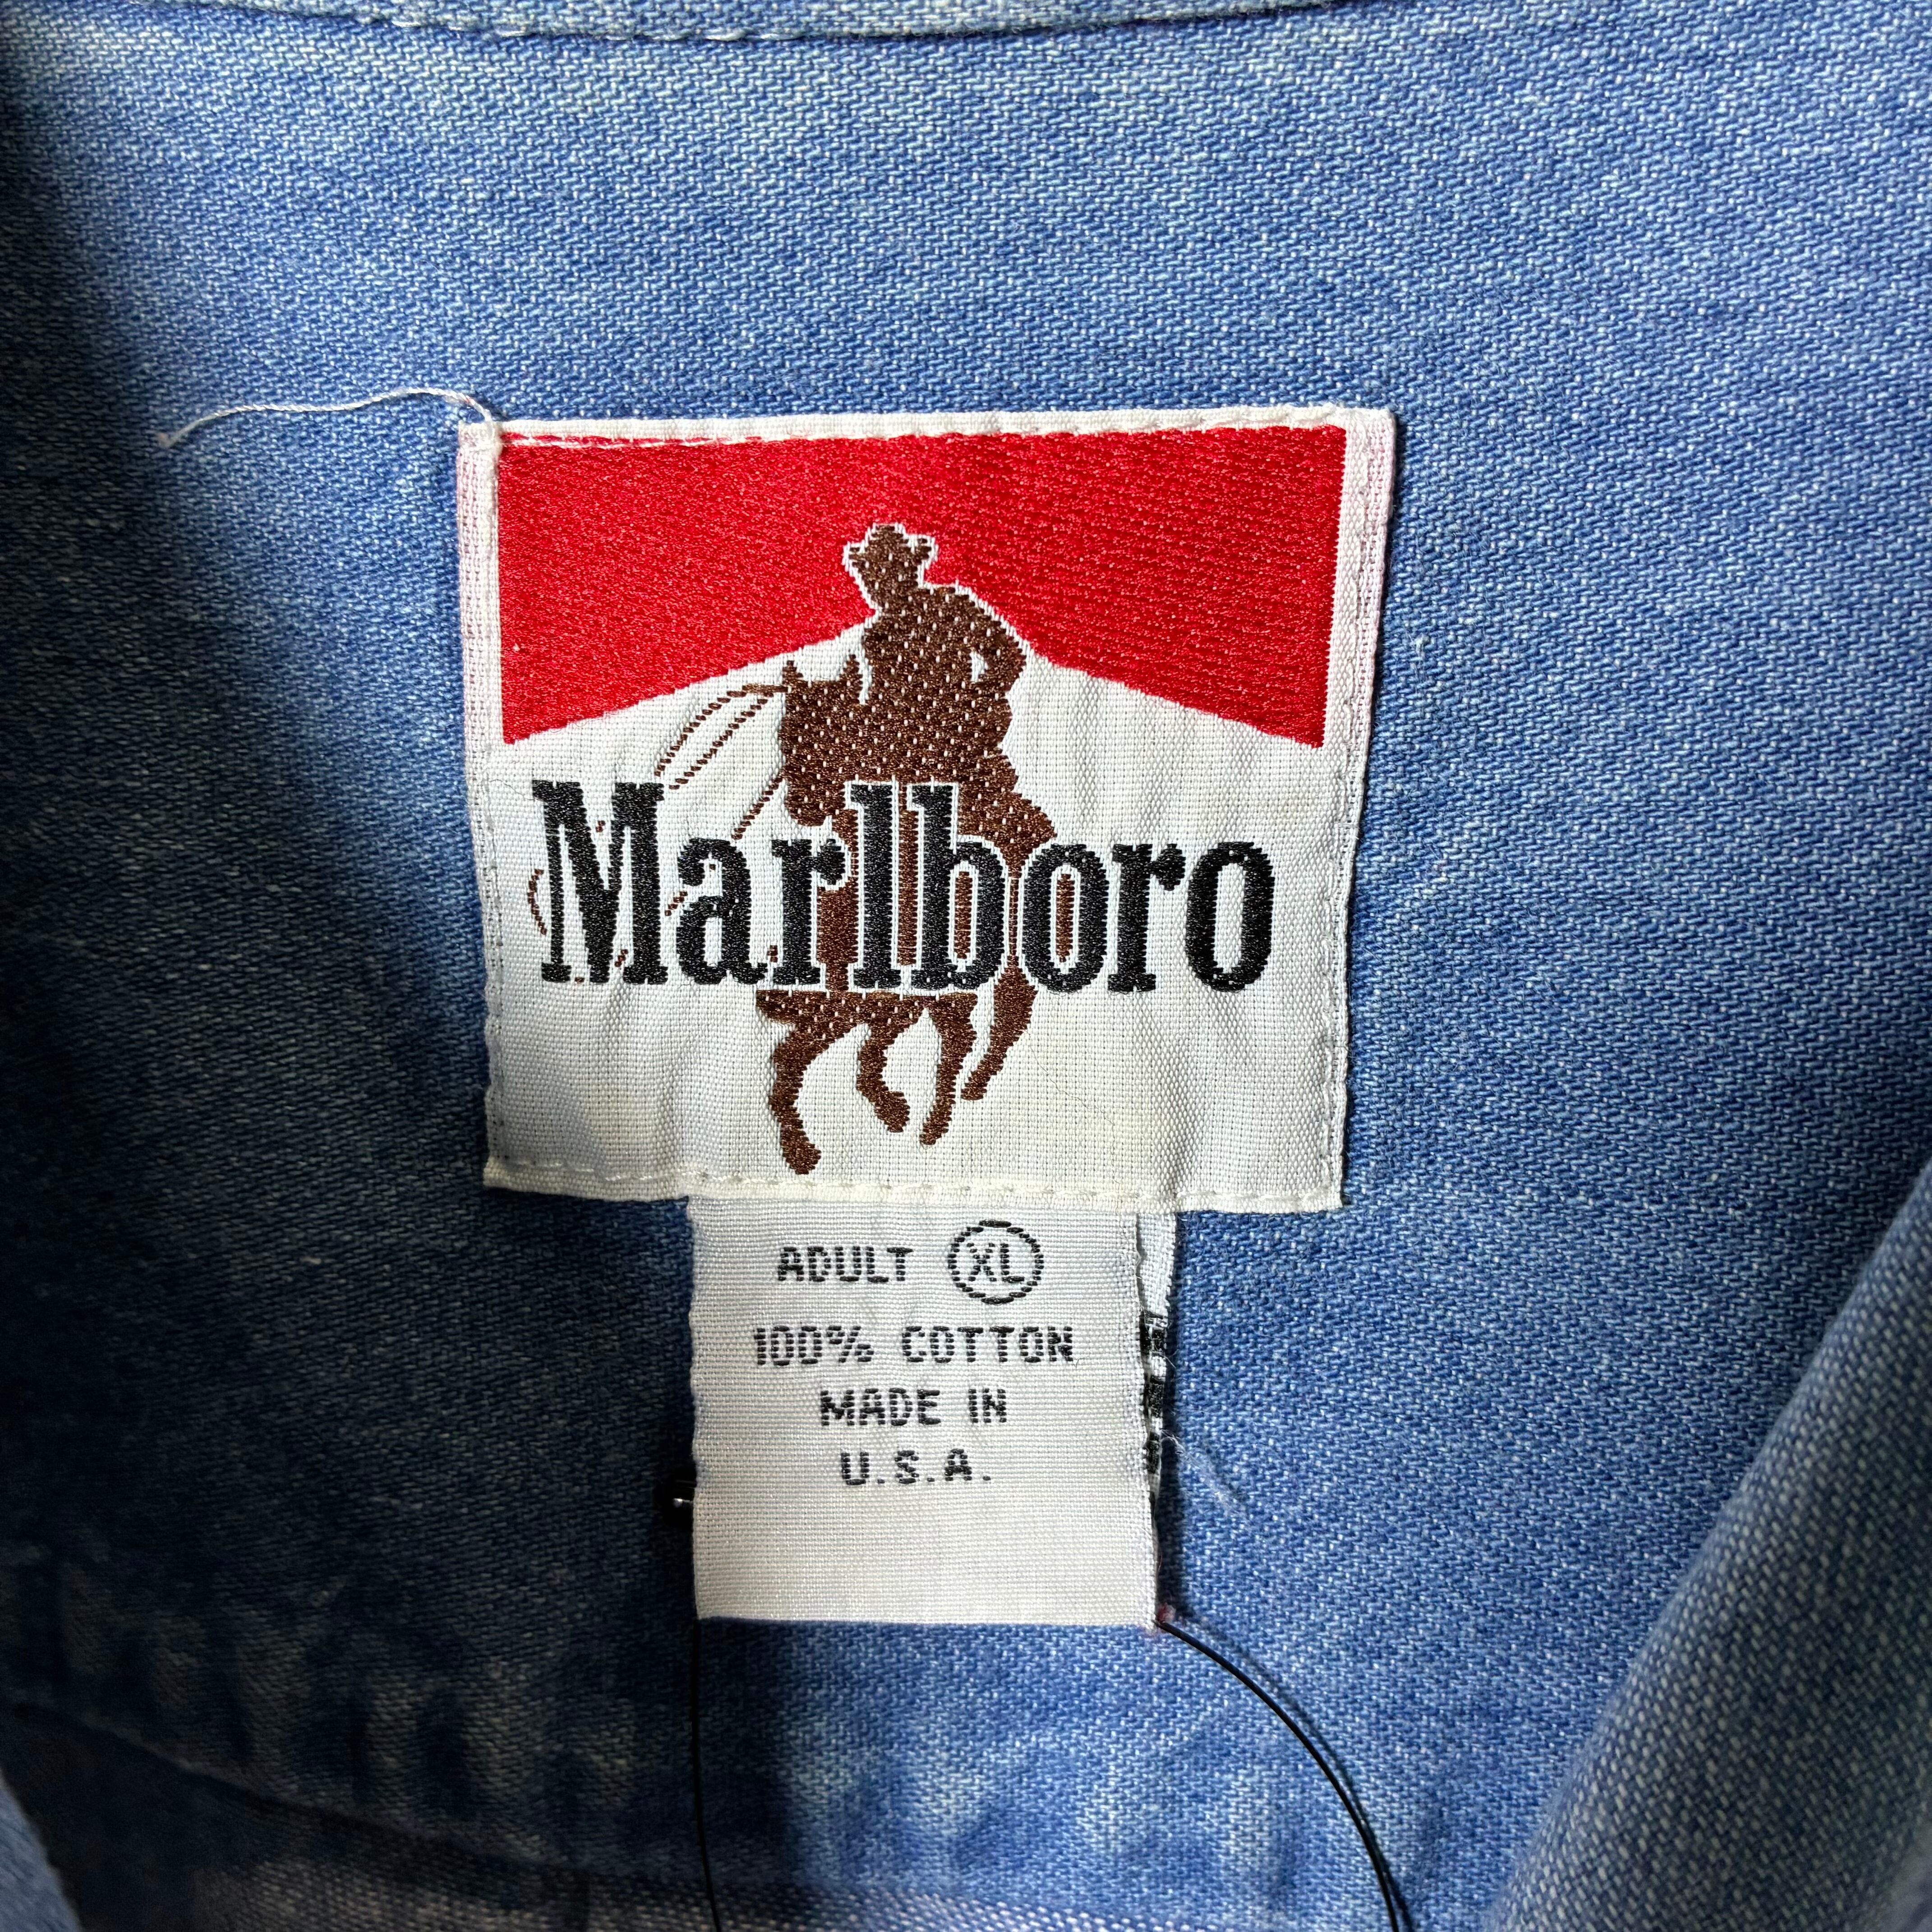 Marlboro
ADULT XL
100% COTTON
MADE IN
U.S.A.